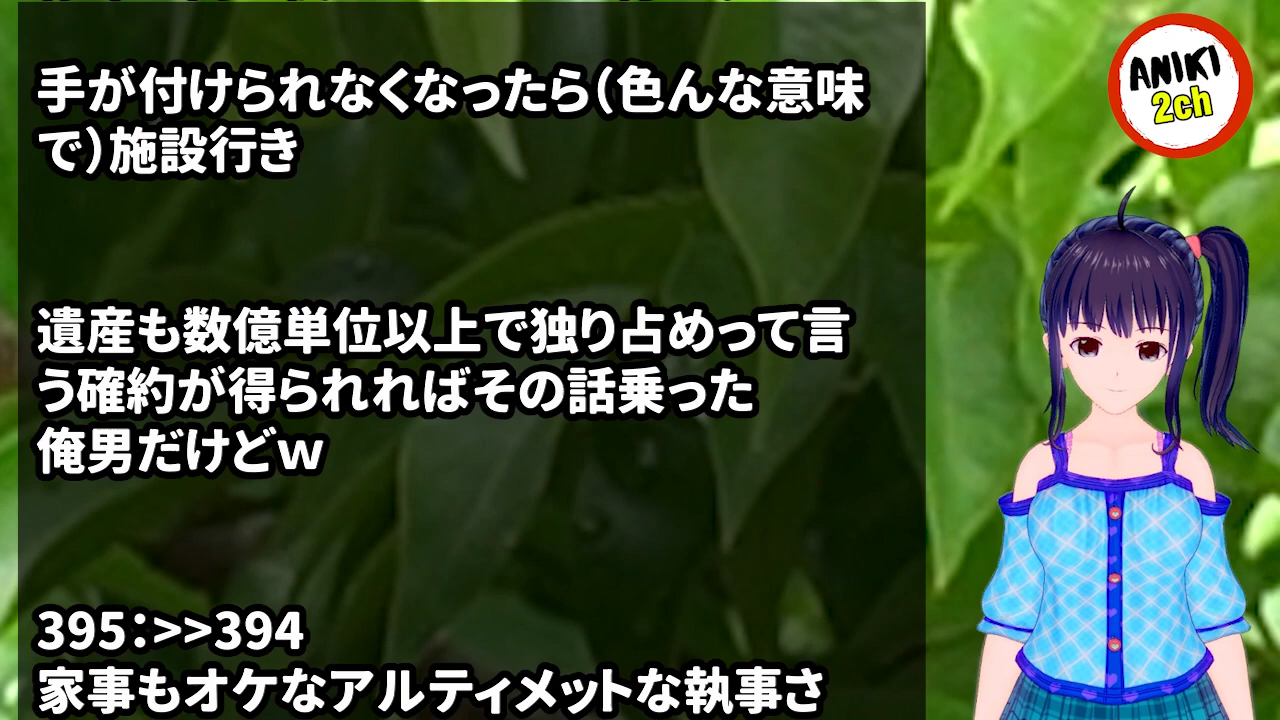 手が付けられなくなったら(色んな意味
で)施設行き
遺産も数億単位以上で独り占めって言
う確約が得られればその話乗った
俺男だけどw
395:>>394
家事もオケなアルティメットな執事さ
ANIKI
2ch